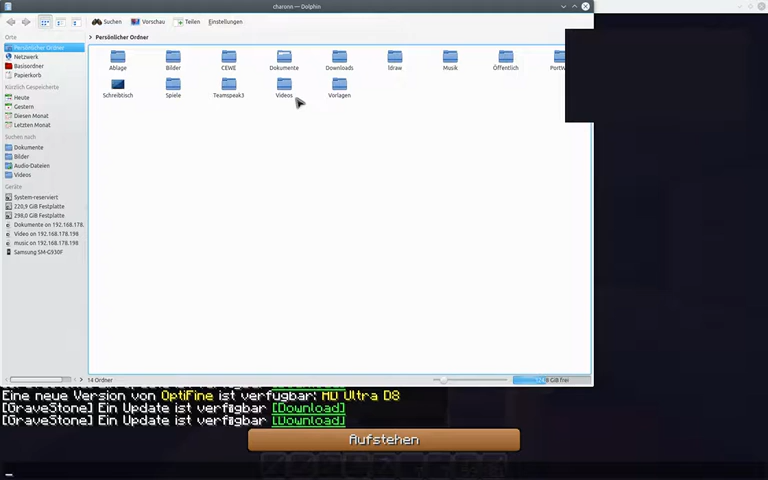 charonn — Dolphin
Suchen
Vorschau
Teilen
Einstellungen
Orte
Persönlicher Ordner
Netzwerk
Basisordner
Papierkorb
Kürzlich Gespeicherte
Heute
Gestern
Diesen Monat
Letzten Monat
Suchen nach
Dokumente
Bilder
Audio-Dateien
Videos
Geräte
System-reserviert
220,9 GiB Festplatte
298,0 GiB Festplatte
Dokumente on 192.168.178.
Video on 192.168.178.198
music on 192.168.178.198
Samsung SM-G930F
> Persönlicher Ordner
Ablage
Bilder
CEWE
Dokumente
Downloads
ldraw
Musik
Öffentlich
Schreibtisch
Spiele
Teamspeak3
Videos
Vorlagen
14 Ordner
GiB frei
Eine neue Version von OptiFine ist verfügbar: HD Ultra D8
[GraveStone] Ein Update ist verfügbar [Download]
[GraveStone] Ein Update ist verfügbar [Download]
Aufstehen